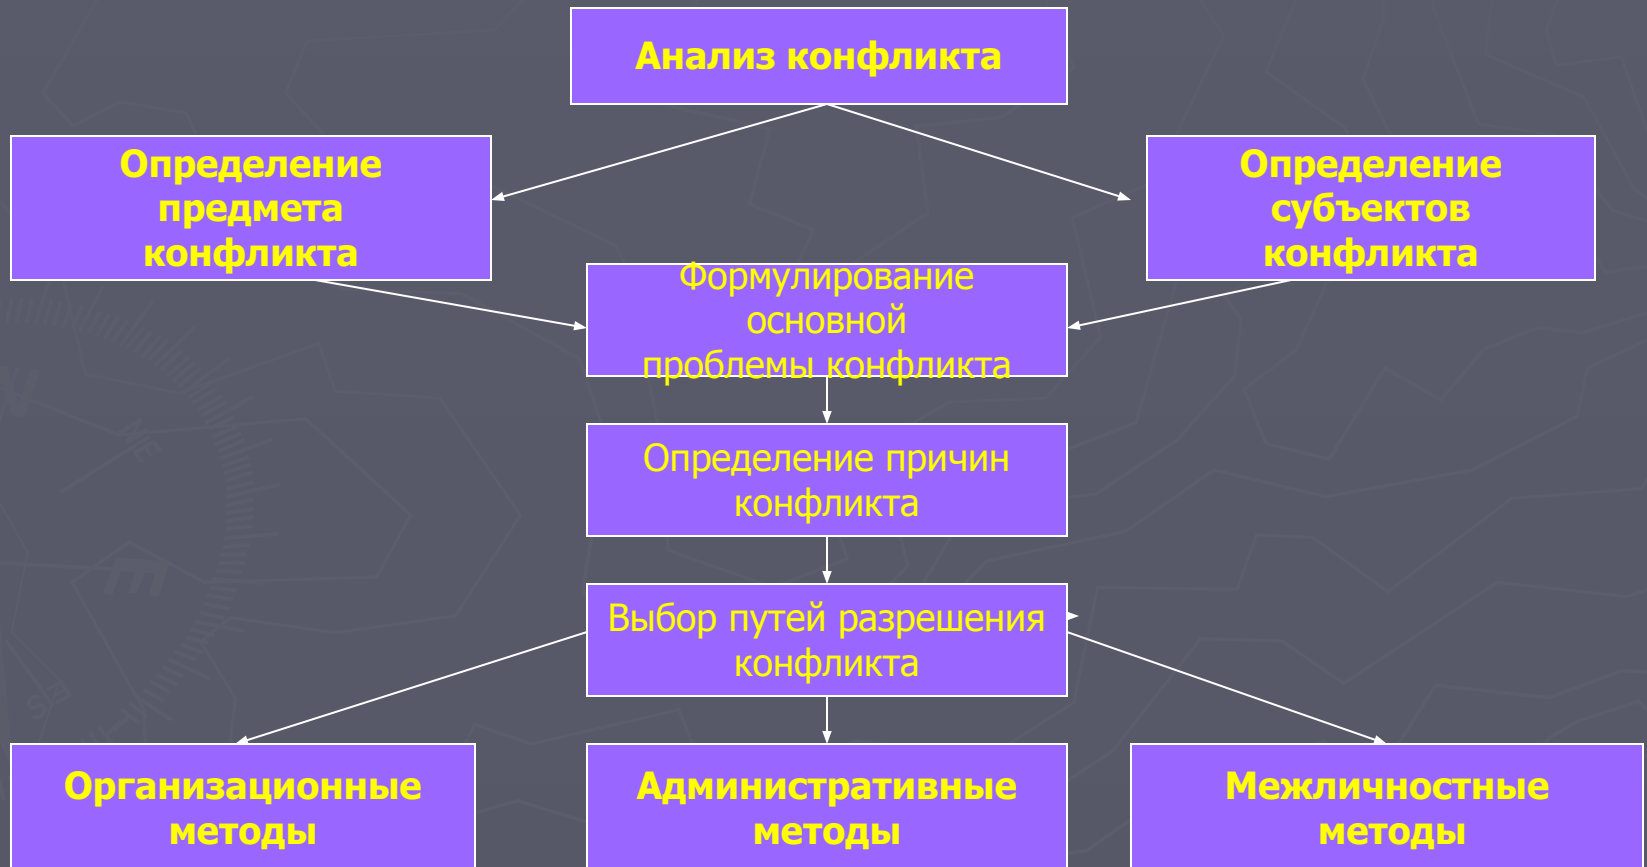 Анализ конфликта
Определение
предмета
конфликта
Определение
субъектов
конфликта
Формулирование
основной
проблемы конфликта
Определение причин
конфликта
Выбор путей разрешения
конфликта
Организационные
методы
Административные
методы
Межличностные
методы